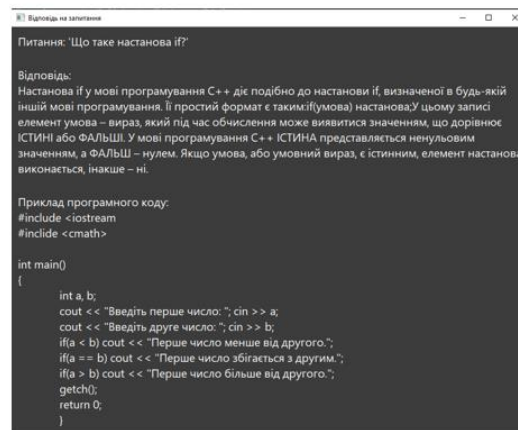 Відповідь на запитання
Питання: 'Що таке настанова if?'
Відповідь:
Настанова if у мові програмування C++ діє подібно до настанови if, визначеної в будь-якій
іншій мові програмування. Її простий формат є таким:if(умова) настанова;У цьому записі
елемент умова – вираз, який під час обчислення може виявитися значенням, що дорівнює
ІСТИНІ або ФАЛЬШІ. У мові програмування C++ ІСТИНА представляється ненульовим
значенням, а ФАЛЬШ – нулем. Якщо умова, або умовний вираз, є істинним, елемент настанова
виконається, інакше – ні.
Приклад програмного коду:
#include <iostream
#inclide <cmath>
int main()
{
int a, b;
cout << "Введіть перше число: "; cin >> a;
cout << "Введіть друге число: "; cin >> b;
if(a < b) cout << "Перше число менше від другого.";
if(a == b) cout << "Перше число збігається з другим.";
if(a > b) cout << "Перше число більше від другого.";
getch();
return 0;
}